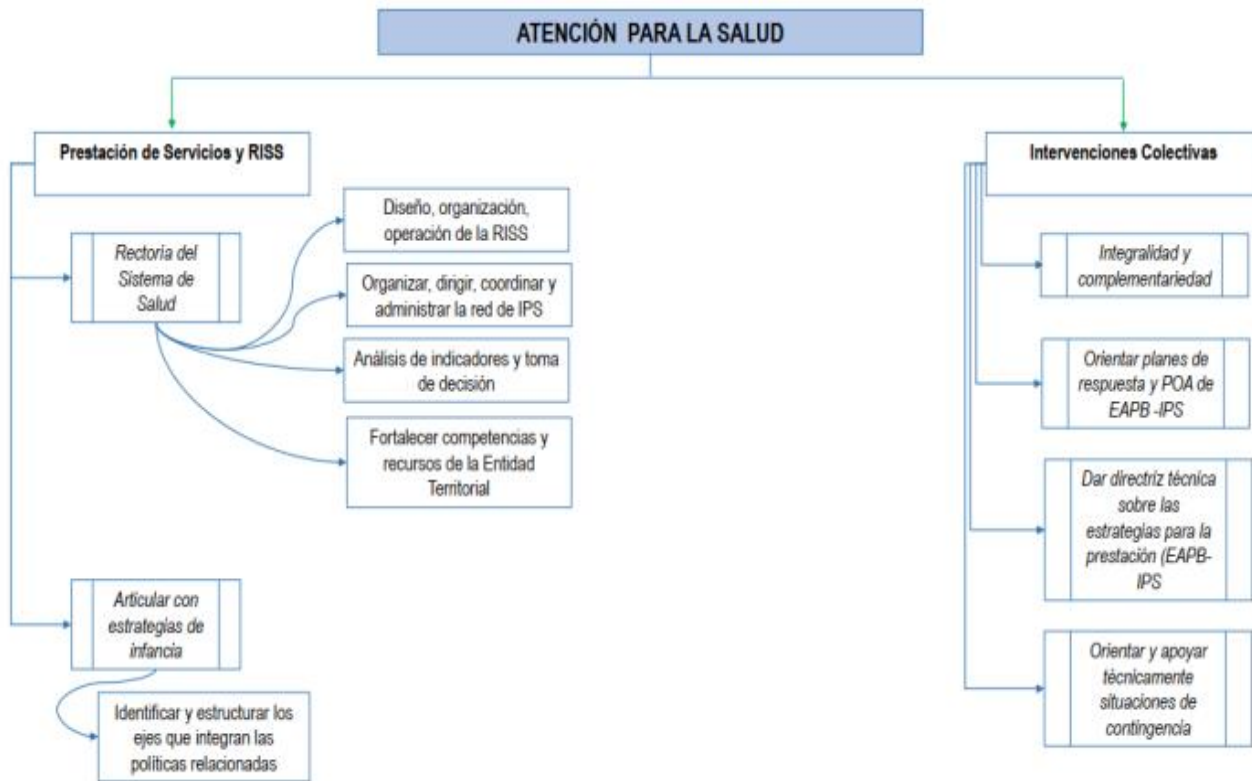 ATENCIÓN PARA LA SALUD
Prestación de Servicios y RISS
Rectoría del
Sistema de
Salud
Diseño, organización,
operación de la RISS
Organizar, dirigir, coordinar y
administrar la red de IPS
Análisis de indicadores y toma
de decisión
Fortalecer competencias y
recursos de la Entidad
Territorial
Articular con
estrategias de
infancia
Identificar y estructurar los
ejes que integran las
políticas relacionadas
Intervenciones Colectivas
Integralidad y
complementariedad
Orientar planes de
respuesta y POA de
EAPB -IPS
Dar directriz técnica
sobre las
estrategias para la
prestación (EAPB-
IPS
Orientar y apoyar
técnicamente
situaciones de
contingencia